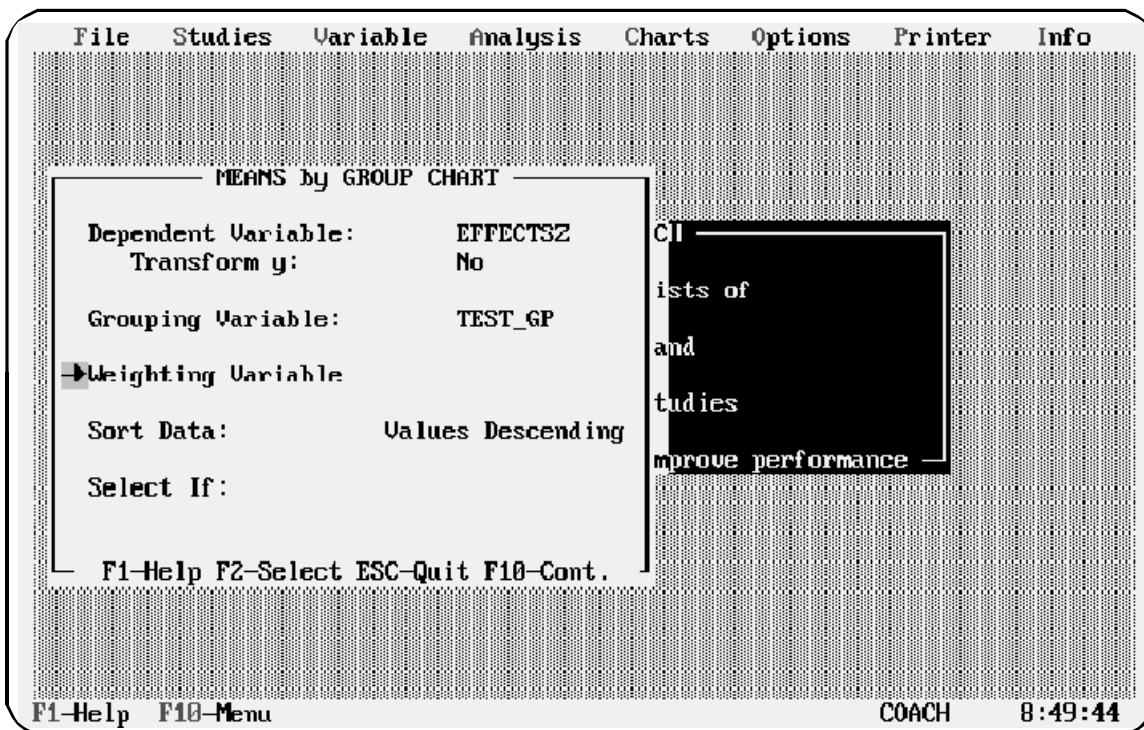 File Studies Variable Analysis Charts Options Printer Info
MEANS by GROUP CHART
Dependent Variable: EFFECTSZ
Transform y: No
Grouping Variable: TEST_GP
Weighting Variable
Sort Data: Values Descending
Select If:
F1-Help F2-Select ESC-Quit F10-Cont.
ists of
and
tudies
mprove performance
F1-Help F10-Menu COACH 8:49:44